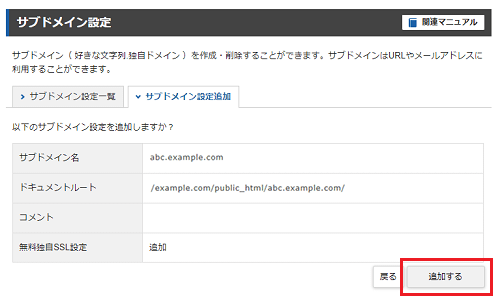 サブドメイン設定
関連マニュアル
サブドメイン（ 好きな文字列.独自ドメイン ）を作成・削除することができます。サブドメインはURLやメールアドレスに
利用することができます。
サブドメイン設定一覧
サブドメイン設定追加
以下のサブドメイン設定を追加しますか？
サブドメイン名 abc.example.com
ドキュメントルート /example.com/public_html/abc.example.com/
コメント
無料独自SSL設定 追加
戻る 追加する